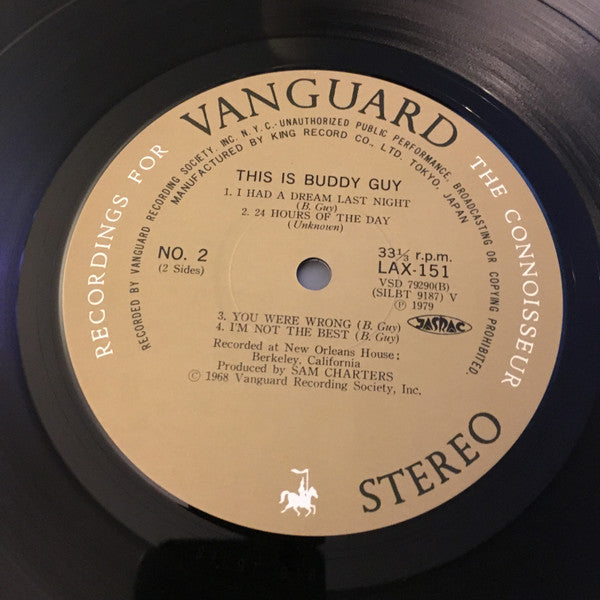 VANGUARD
RECORDINGS FOR THE CONNOISSEUR
RECORDED BY VANGUARD RECORDING SOCIETY, INC. N.Y.C.-UNAUTHORIZED PUBLIC PERFORMANCE, BROADCASTING OR COPYING PROHIBITED.
MANUFACTURED BY KING RECORD CO., LTD. TOKYO, JAPAN
THIS IS BUDDY GUY
1. I HAD A DREAM LAST NIGHT
(B. Guy)
2. 24 HOURS OF THE DAY
(Unknown)
NO. 2
(2 Sides)
33⅓ r.p.m.
LAX-151
VSD 79290(B)
(SILBT 9187) V
Ⓟ 1979
JASRAC
3. YOU WERE WRONG (B. Guy)
4. I'M NOT THE BEST (B. Guy)
Recorded at New Orleans House;
Berkeley. California
Produced by SAM CHARTERS
© 1968 Vanguard Recording Society, Inc.
STEREO